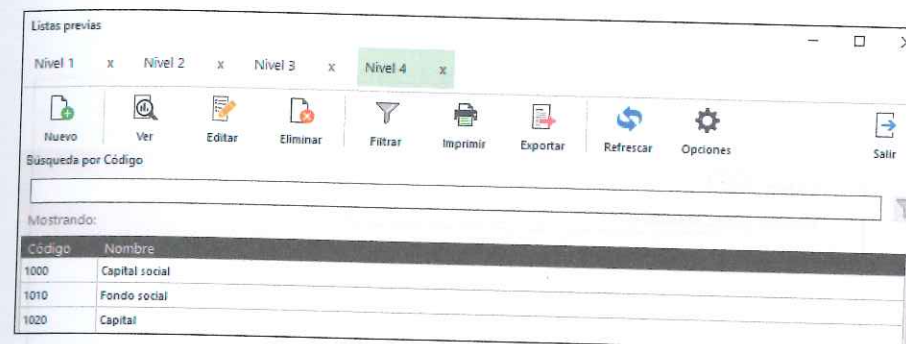 Listas previas
Nivel 1 x Nivel 2 x Nivel 3 x Nivel 4 x
Nuevo Ver Editar Eliminar Filtrar Imprimir Exportar Refrescar Opciones Salir
Búsqueda por Código
Mostrando:
Código Nombre
1000 Capital social
1010 Fondo social
1020 Capital